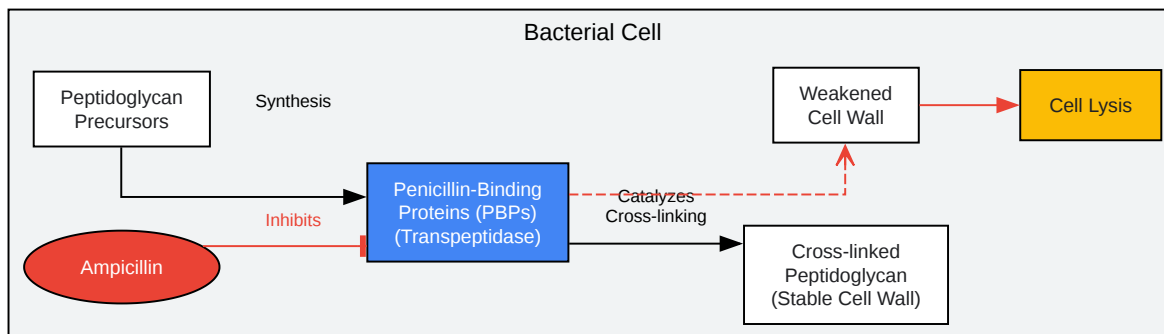 Bacterial Cell
Peptidoglycan
Precursors
Synthesis
Weakened
Cell Wall
Cell Lysis
Inhibits
Ampicillin
Penicillin-Binding
Proteins (PBPs)
(Transpeptidase)
Catalyzes
Cross-linking
Cross-linked
Peptidoglycan
(Stable Cell Wall)